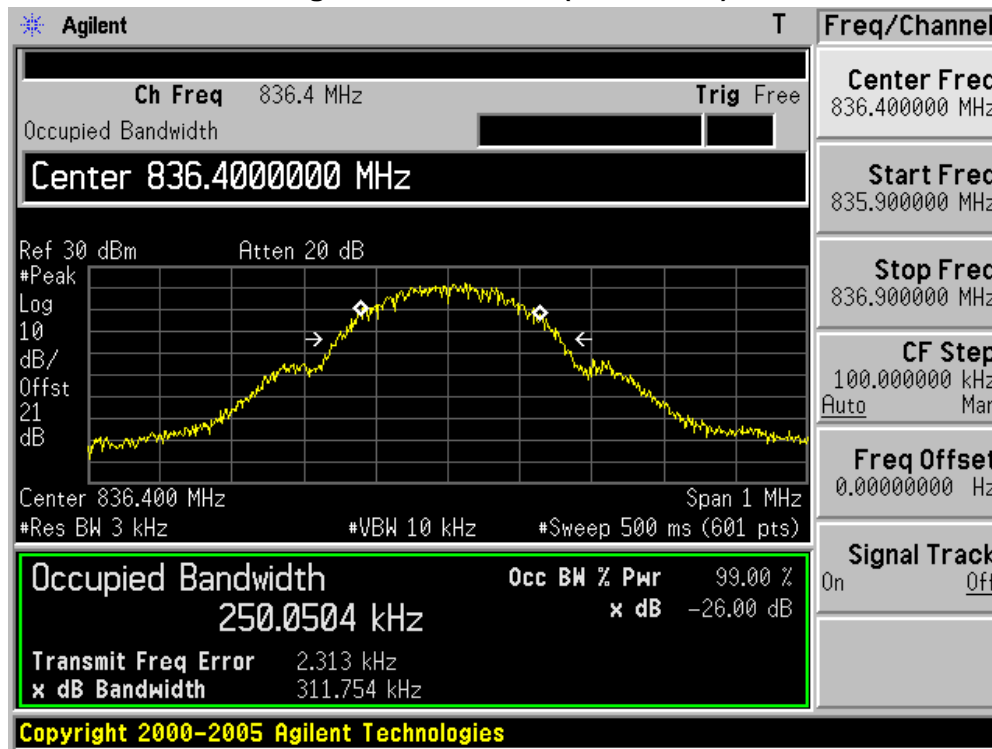 Agilent T
Ch Freq 836.4 MHz Trig Free
Occupied Bandwidth
Center 836.4000000 MHz
Ref 30 dBm Atten 20 dB
#Peak
Log
10
dB/
Offst
21
dB
Center 836.400 MHz Span 1 MHz
#Res BW 3 kHz #VBW 10 kHz #Sweep 500 ms (601 pts)
Occupied Bandwidth Occ BW % Pwr 99.00 %
250.0504 kHz x dB -26.00 dB
Transmit Freq Error 2.313 kHz
x dB Bandwidth 311.754 kHz
Copyright 2000-2005 Agilent Technologies
Freq/Channel
Center Freq
836.400000 MHz
Start Freq
835.900000 MHz
Stop Freq
836.900000 MHz
CF Step
100.000000 kHz
Auto Man
Freq Offset
0.00000000 Hz
Signal Track
On Off